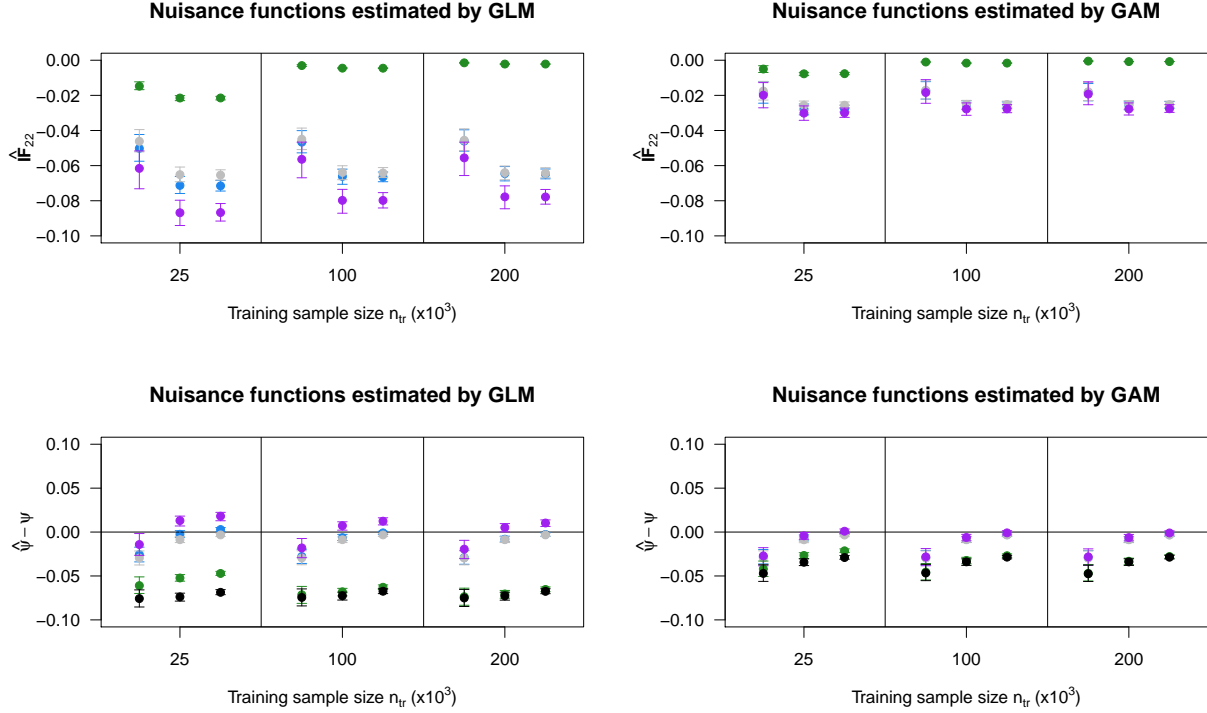 Nuisance functions estimated by GLM
0.00
−0.02
−0.04
−0.06
−0.08
−0.10
ÎF₂₂
25 100 200
Training sample size nₜᵣ (x10³)
Nuisance functions estimated by GAM
0.00
−0.02
−0.04
−0.06
−0.08
−0.10
ÎF₂₂
25 100 200
Training sample size nₜᵣ (x10³)
Nuisance functions estimated by GLM
0.10
0.05
0.00
−0.05
−0.10
ψ̂ − ψ
25 100 200
Training sample size nₜᵣ (x10³)
Nuisance functions estimated by GAM
0.10
0.05
0.00
−0.05
−0.10
ψ̂ − ψ
25 100 200
Training sample size nₜᵣ (x10³)